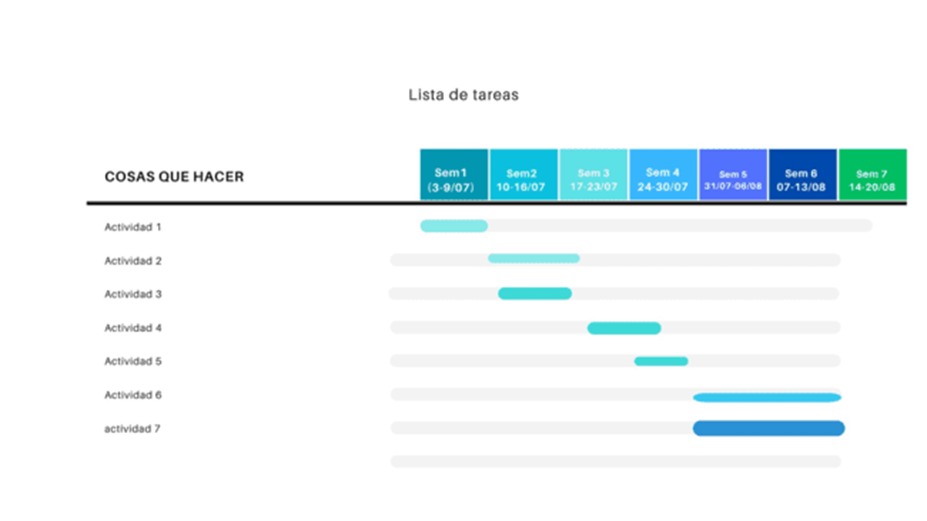 Lista de tareas
COSAS QUE HACER
Sem1
(3-9/07)
Sem2
10-16/07
Sem 3
17-23/07
Sem 4
24-30/07
Sem 5
31/07-06/08
Sem 6
07-13/08
Sem 7
14-20/08
Actividad 1
Actividad 2
Actividad 3
Actividad 4
Actividad 5
Actividad 6
actividad 7